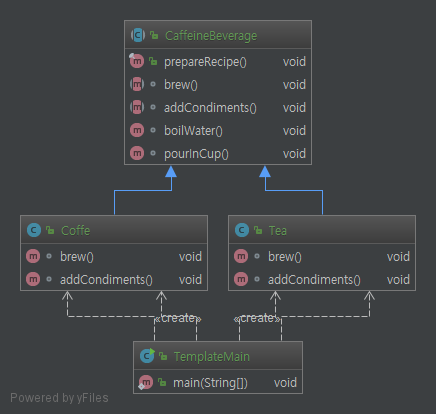 CaffeineBeverage
prepareRecipe() void
brew() void
addCondiments() void
boilWater() void
pourInCup() void
Coffe
brew() void
addCondiments() void
Tea
brew() void
addCondiments() void
«create»
«create»
TemplateMain
main(String[]) void
Powered by yFiles